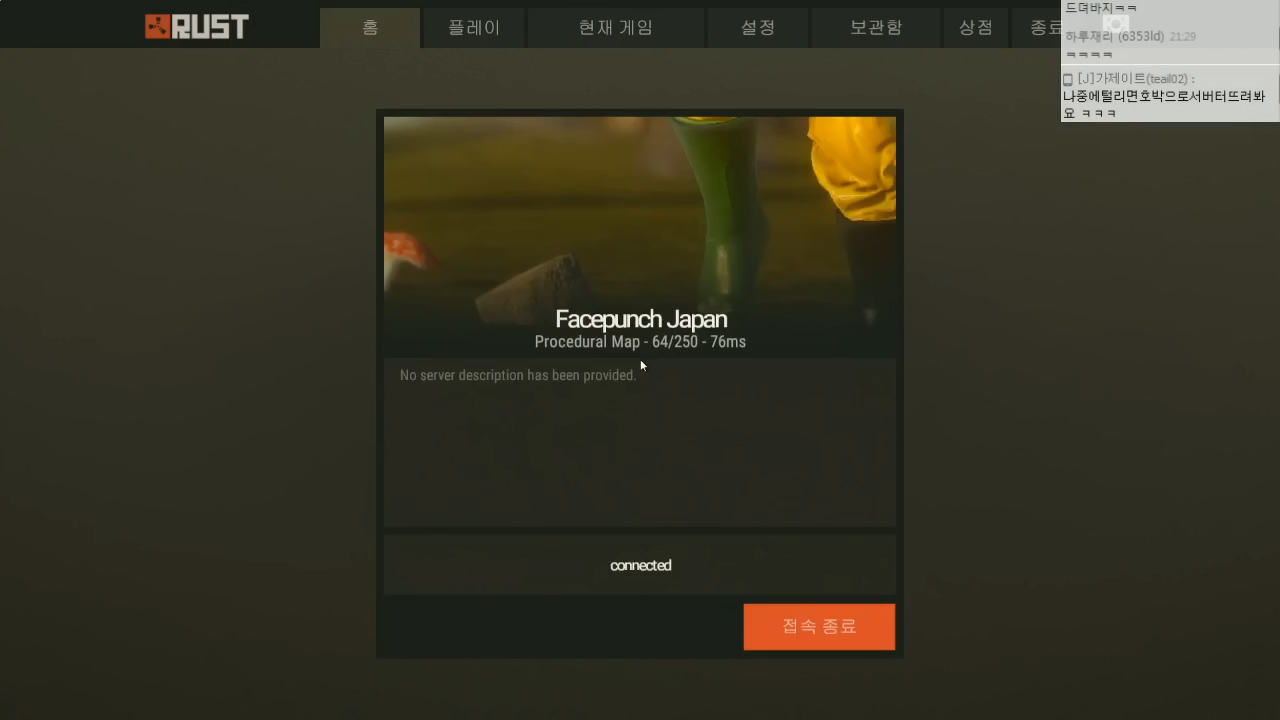 RUST
홈
플레이
현재 게임
설정
보관함
상점
종료
드뎌바지ㅋㅋ
하루재리 (6353ld) 21:29
ㅋㅋㅋㅋ
[J]가제이트(teail02) :
나중에털리면호박으로서버터뜨려봐
요 ㅋㅋㅋ
Facepunch Japan
Procedural Map - 64/250 - 76ms
No server description has been provided.
connected
접속 종료